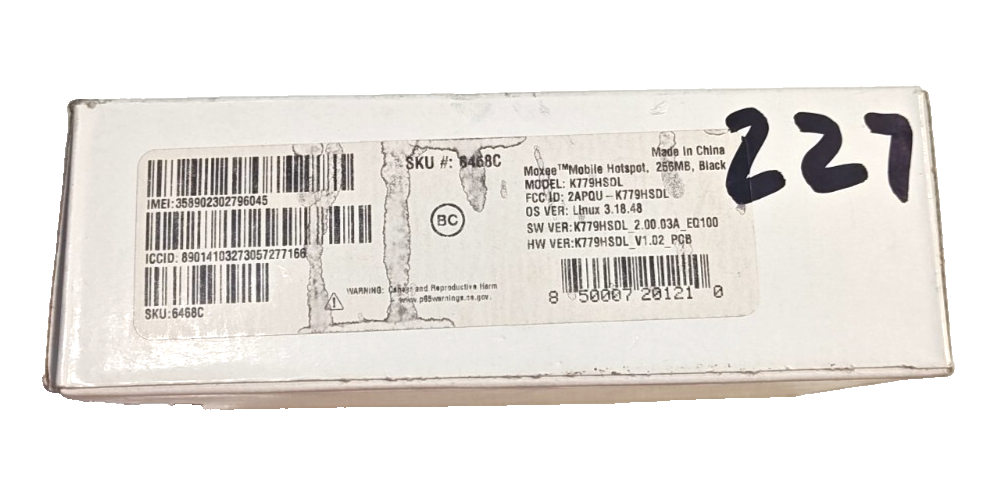 227
SKU #: 6468C
IMEI:358902302796045
ICCID: 89014103273057277166
SKU:6468C
BC
WARNING: Cancer and Reproductive Harm
- www.p65warnings.ca.gov.
Made in China
Moxee™Mobile Hotspot, 256MB, Black
MODEL: K779HSDL
FCC ID: 2APQU-K779HSDL
OS VER: Linux 3.18.48
SW VER:K779HSDL_2.00.03A_EQ100
HW VER:K779HSDL_V1.02_PCB
8 50007 20121 0